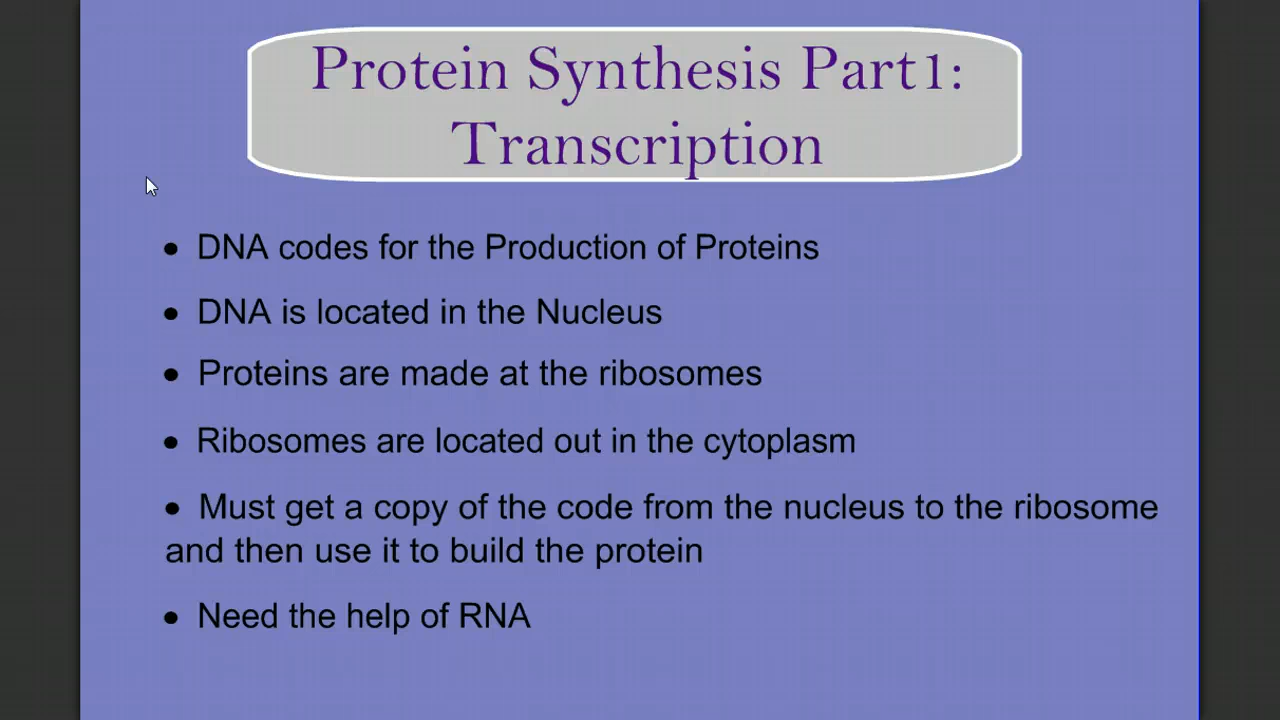 Protein Synthesis Part1:
Transcription
• DNA codes for the Production of Proteins
• DNA is located in the Nucleus
• Proteins are made at the ribosomes
• Ribosomes are located out in the cytoplasm
• Must get a copy of the code from the nucleus to the ribosome
and then use it to build the protein
• Need the help of RNA